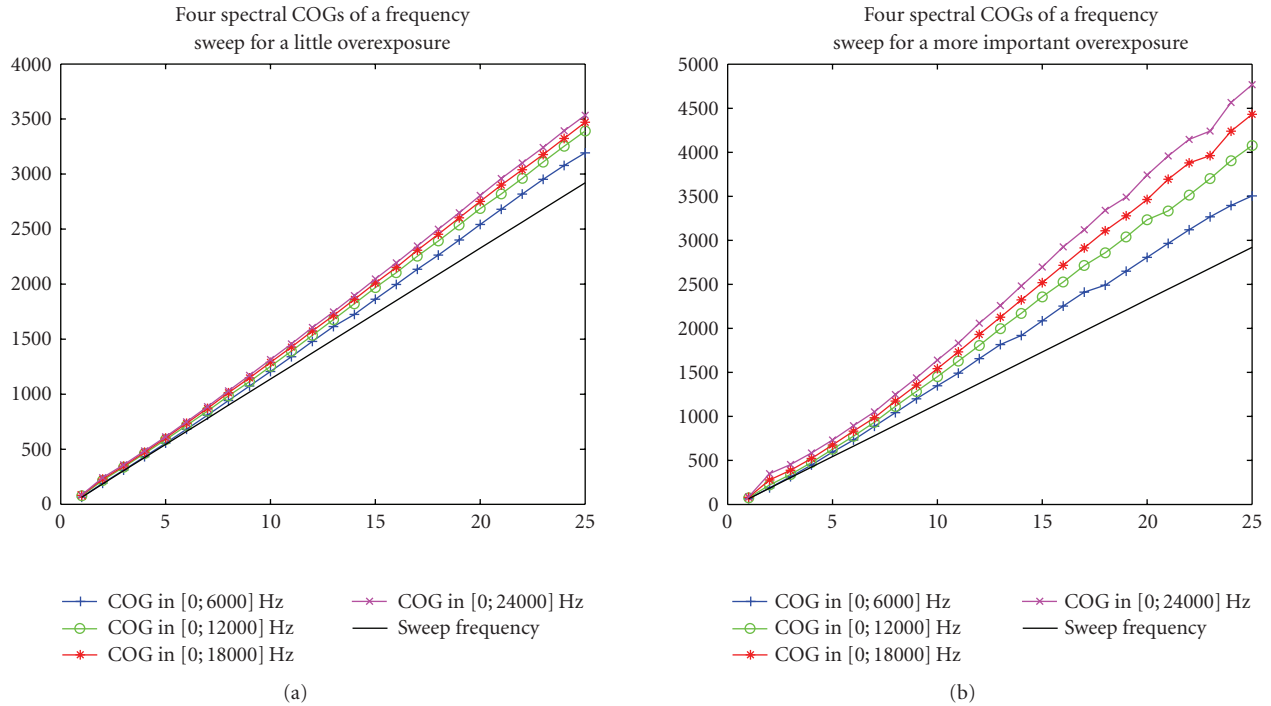 Four spectral COGs of a frequency
sweep for a little overexposure
4000
3500
3000
2500
2000
1500
1000
500
0
0 5 10 15 20 25
COG in [0; 6000] Hz
COG in [0; 12000] Hz
COG in [0; 18000] Hz
COG in [0; 24000] Hz
Sweep frequency
(a)
Four spectral COGs of a frequency
sweep for a more important overexposure
5000
4500
4000
3500
3000
2500
2000
1500
1000
500
0
0 5 10 15 20 25
COG in [0; 6000] Hz
COG in [0; 12000] Hz
COG in [0; 18000] Hz
COG in [0; 24000] Hz
Sweep frequency
(b)